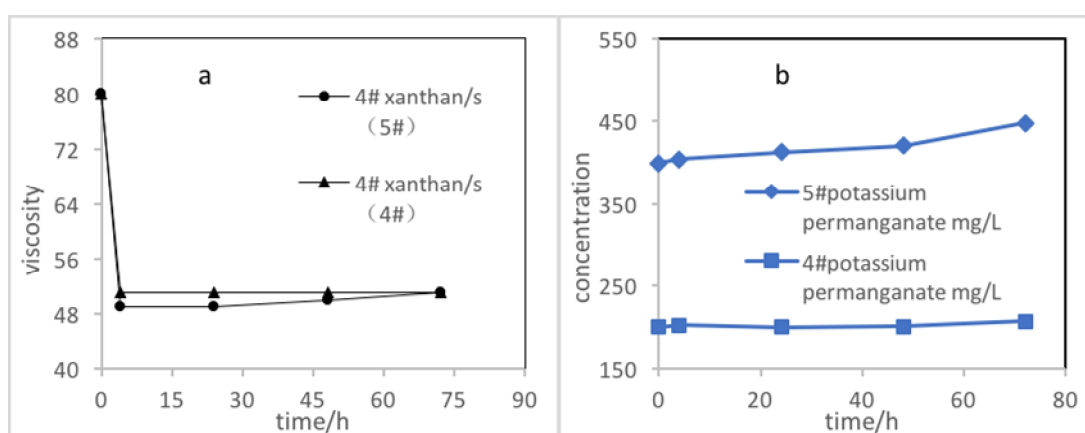 88
80
72
64
56
48
40
viscosity
a
4# xanthan/s
（5#）
4# xanthan/s
（4#）
0 15 30 45 60 75 90
time/h
550
450
350
250
150
concentration
b
5#potassium
permanganate mg/L
4#potassium
permanganate mg/L
0 20 40 60 80
time/h